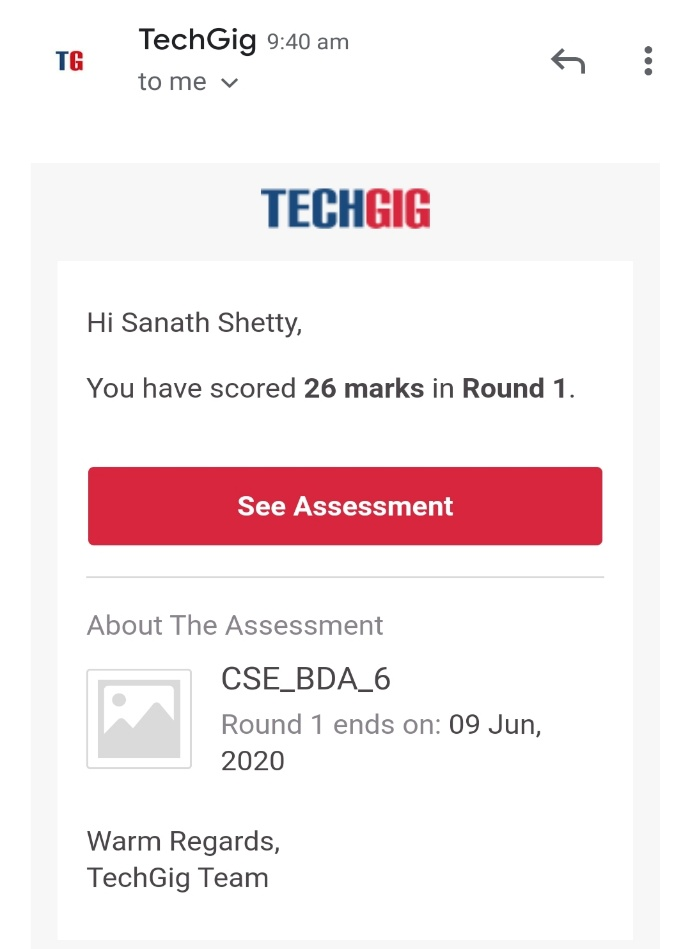 TG
TechGig 9:40 am
to me
TECHGIG
Hi Sanath Shetty,
You have scored 26 marks in Round 1.
See Assessment
About The Assessment
CSE_BDA_6
Round 1 ends on: 09 Jun,
2020
Warm Regards,
TechGig Team